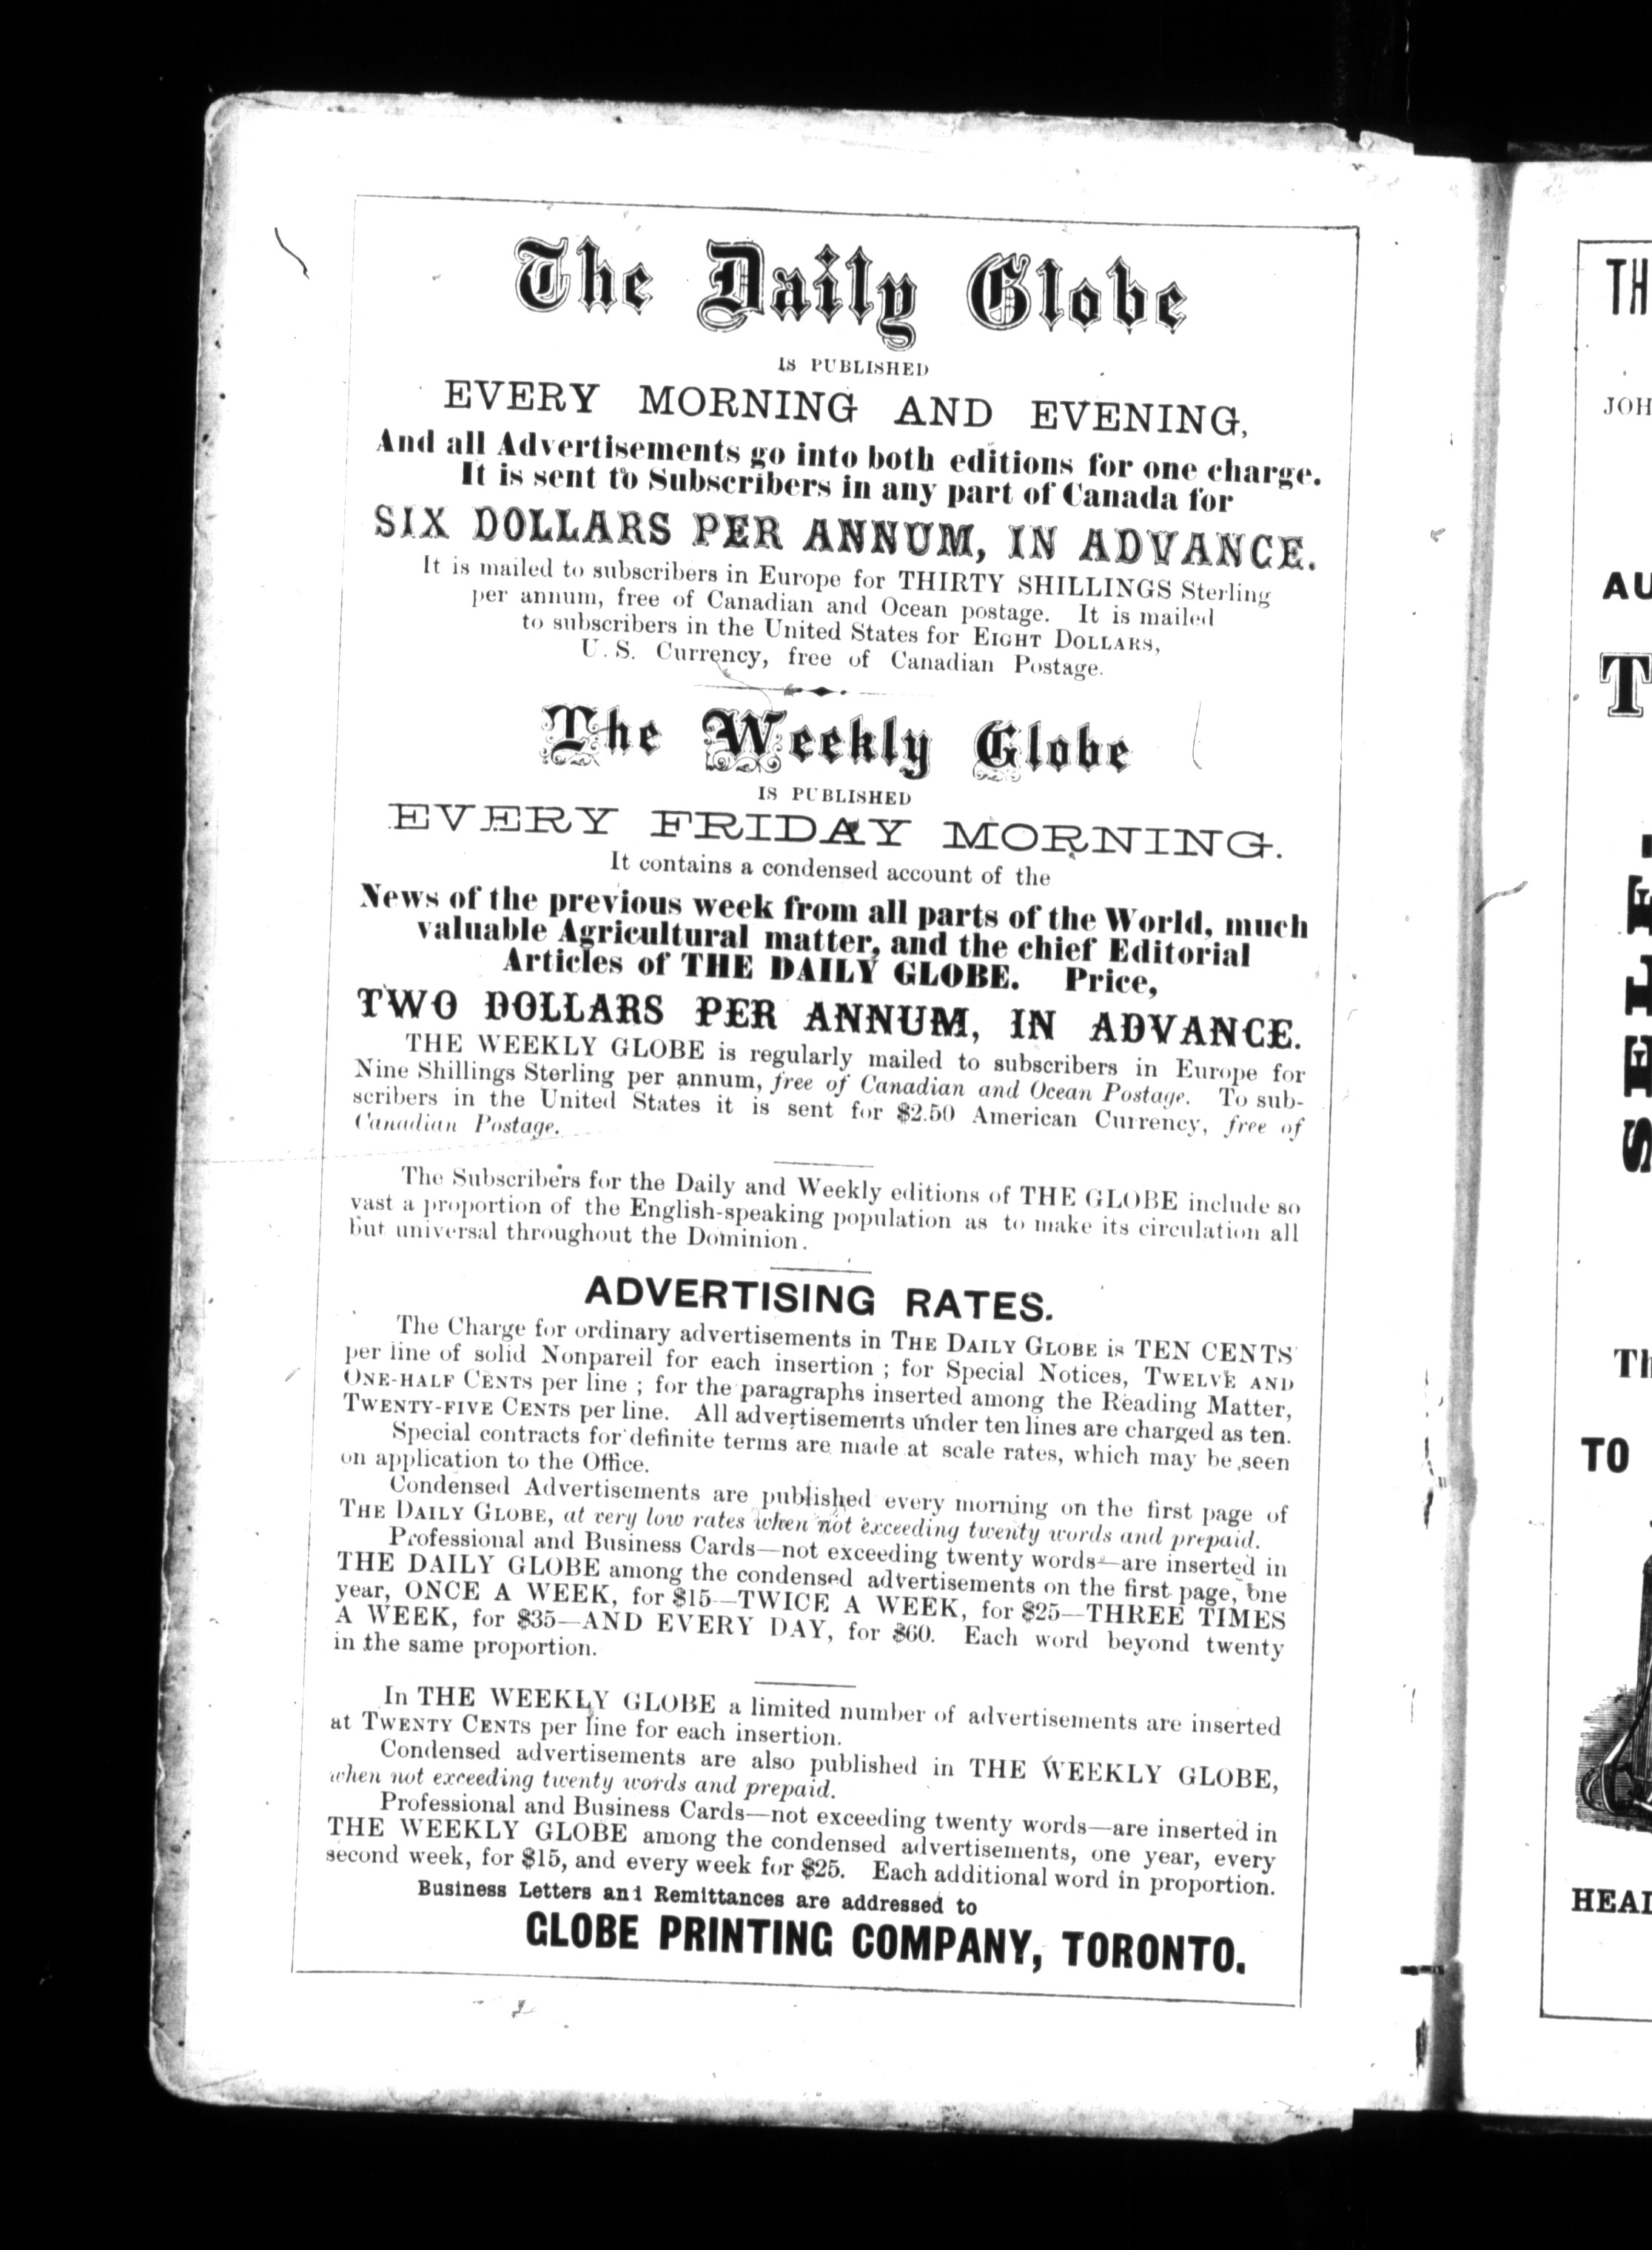 The Daily Globe
IS PUBLISHED
EVERY MORNING AND EVENING,
And all Advertisements go into both editions for one charge.
It is sent to Subscribers in any part of Canada for
SIX DOLLARS PER ANNUM, IN ADVANCE.
It is mailed to subscribers in Europe for THIRTY SHILLINGS Sterling
per annum, free of Canadian and Ocean postage. It is mailed
to subscribers in the United States for EIGHT DOLLARS,
U. S. Currency, free of Canadian Postage.
The Weekly Globe
IS PUBLISHED
EVERY FRIDAY MORNING.
It contains a condensed account of the
News of the previous week from all parts of the World, much
valuable Agricultural matter, and the chief Editorial
Articles of THE DAILY GLOBE. Price,
TWO DOLLARS PER ANNUM, IN ADVANCE.
THE WEEKLY GLOBE is regularly mailed to subscribers in Europe for
Nine Shillings Sterling per annum, free of Canadian and Ocean Postage. To sub-
scribers in the United States it is sent for $2.50 American Currency, free of
Canadian Postage.
The Subscribers for the Daily and Weekly editions of THE GLOBE include so
vast a proportion of the English-speaking population as to make its circulation all
but universal throughout the Dominion.
ADVERTISING RATES.
The Charge for ordinary advertisements in THE DAILY GLOBE is TEN CENTS
per line of solid Nonpareil for each insertion ; for Special Notices, TWELVE AND
ONE-HALF CENTS per line ; for the paragraphs inserted among the Reading Matter,
TWENTY-FIVE CENTS per line. All advertisements under ten lines are charged as ten.
Special contracts for definite terms are made at scale rates, which may be seen
on application to the Office.
Condensed Advertisements are published every morning on the first page of
THE DAILY GLOBE, at very low rates when not exceeding twenty words and prepaid.
Professional and Business Cards—not exceeding twenty words—are inserted in
THE DAILY GLOBE among the condensed advertisements on the first page, one
year, ONCE A WEEK, for $15—TWICE A WEEK, for $25—THREE TIMES
A WEEK, for $35—AND EVERY DAY, for $60. Each word beyond twenty
in the same proportion.
In THE WEEKLY GLOBE a limited number of advertisements are inserted
at TWENTY CENTS per line for each insertion.
Condensed advertisements are also published in THE WEEKLY GLOBE,
when not exceeding twenty words and prepaid.
Professional and Business Cards—not exceeding twenty words—are inserted in
THE WEEKLY GLOBE among the condensed advertisements, one year, every
second week, for $15, and every week for $25. Each additional word in proportion.
Business Letters and Remittances are addressed to
GLOBE PRINTING COMPANY, TORONTO.
TH
JOH
AU
T
SELF-
Th
TO
HEAD